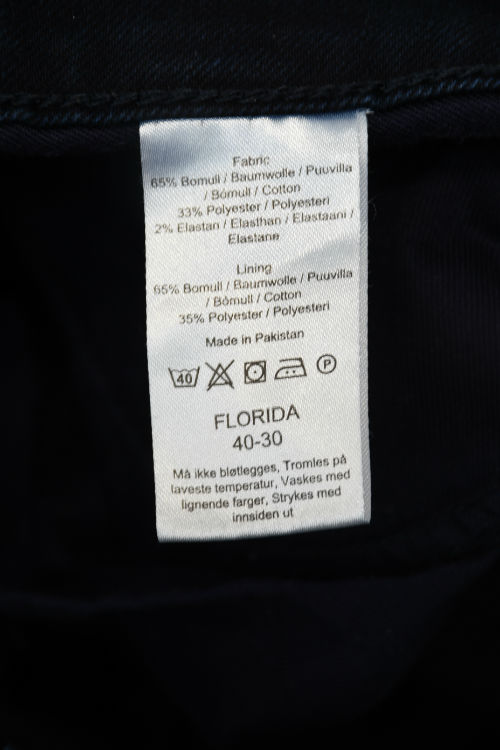 Fabric
65% Bomull / Baumwolle / Puuvilla
/ Bómull / Cotton
33% Polyester / Polyesteri
2% Elastan / Elasthan / Elastaani /
Elastane
Lining
65% Bomull / Baumwolle / Puuvilla
/ Bómull / Cotton
35% Polyester / Polyesteri
Made in Pakistan
40 P
FLORIDA
40-30
Må ikke bløtlegges, Tromles på
laveste temperatur, Vaskes med
lignende farger, Strykes med
innsiden ut